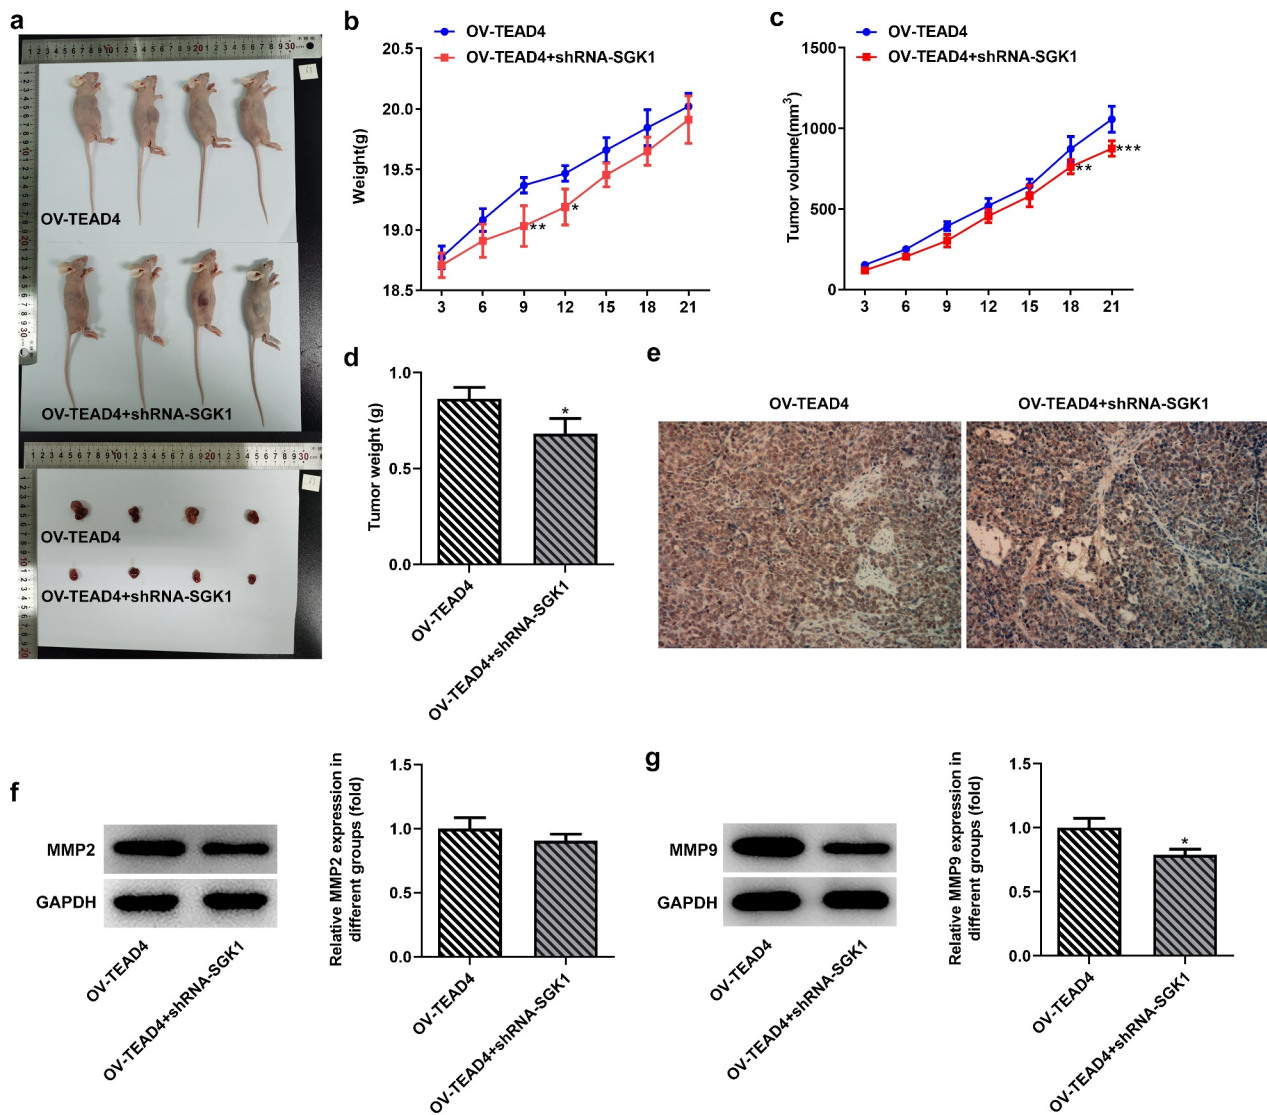 a
OV-TEAD4
OV-TEAD4+shRNA-SGK1
OV-TEAD4
OV-TEAD4+shRNA-SGK1
b
OV-TEAD4
OV-TEAD4+shRNA-SGK1
Weight(g)
20.5
20.0
19.5
19.0
18.5
** *
3 6 9 12 15 18 21
c
OV-TEAD4
OV-TEAD4+shRNA-SGK1
Tumor volume(mm³)
1500
1000
500
0
** ***
3 6 9 12 15 18 21
d
Tumor weight (g)
1.0
0.5
0.0
*
OV-TEAD4
OV-TEAD4+shRNA-SGK1
e
OV-TEAD4
OV-TEAD4+shRNA-SGK1
f
MMP2
GAPDH
OV-TEAD4
OV-TEAD4+shRNA-SGK1
Relative MMP2 expression in
different groups (fold)
1.5
1.0
0.5
0.0
OV-TEAD4
OV-TEAD4+shRNA-SGK1
g
MMP9
GAPDH
OV-TEAD4
OV-TEAD4+shRNA-SGK1
Relative MMP9 expression in
different groups (fold)
1.5
1.0
0.5
0.0
*
OV-TEAD4
OV-TEAD4+shRNA-SGK1